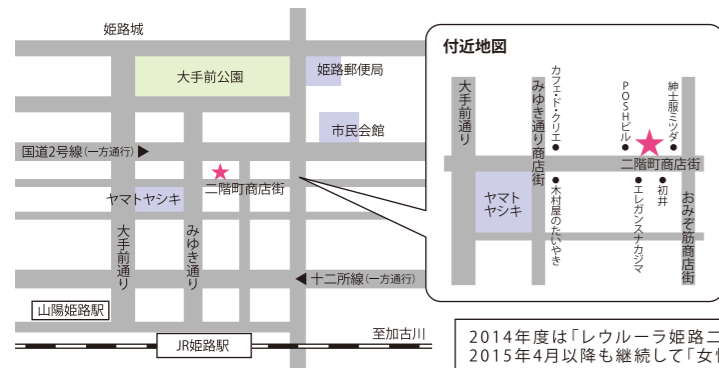 姫路城
大手前公園
姫路郵便局
市民会館
国道2号線(一方通行)
二階町商店街
ヤマトヤシキ
大手前通り
みゆき通り
十二所線(一方通行)
山陽姫路駅
JR姫路駅
至加古川
付近地図
大手前通り
みゆき通り商店街
カフェ・ド・クリエ
POSHビル
紳士服ミツダ
二階町商店街
ヤマト
ヤシキ
木村屋のたいやき
エレガンスナカジマ
初井
おみぞ筋商店街
2014年度は「レウルーラ姫路二
2015年4月以降も継続して「女性